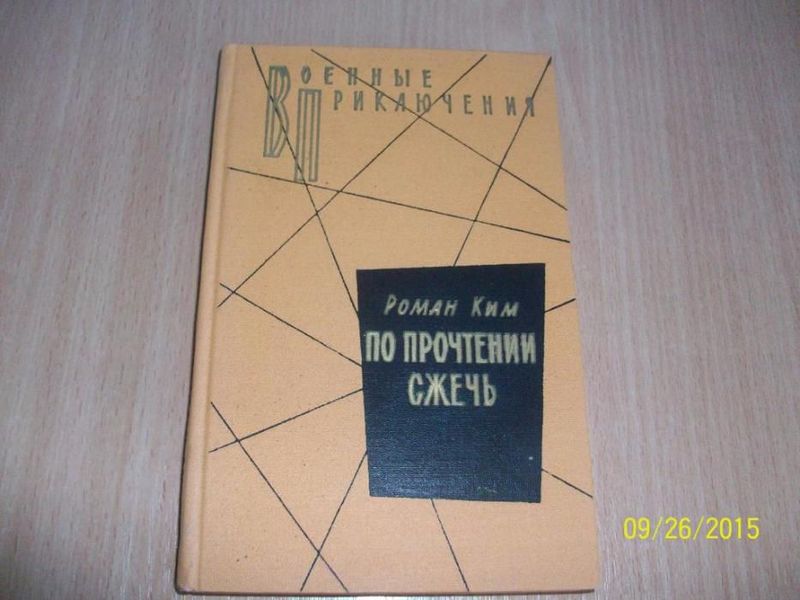 Военные
Приключения
Роман Ким
ПО ПРОЧТЕНИИ
СЖЕЧЬ
09/26/2015